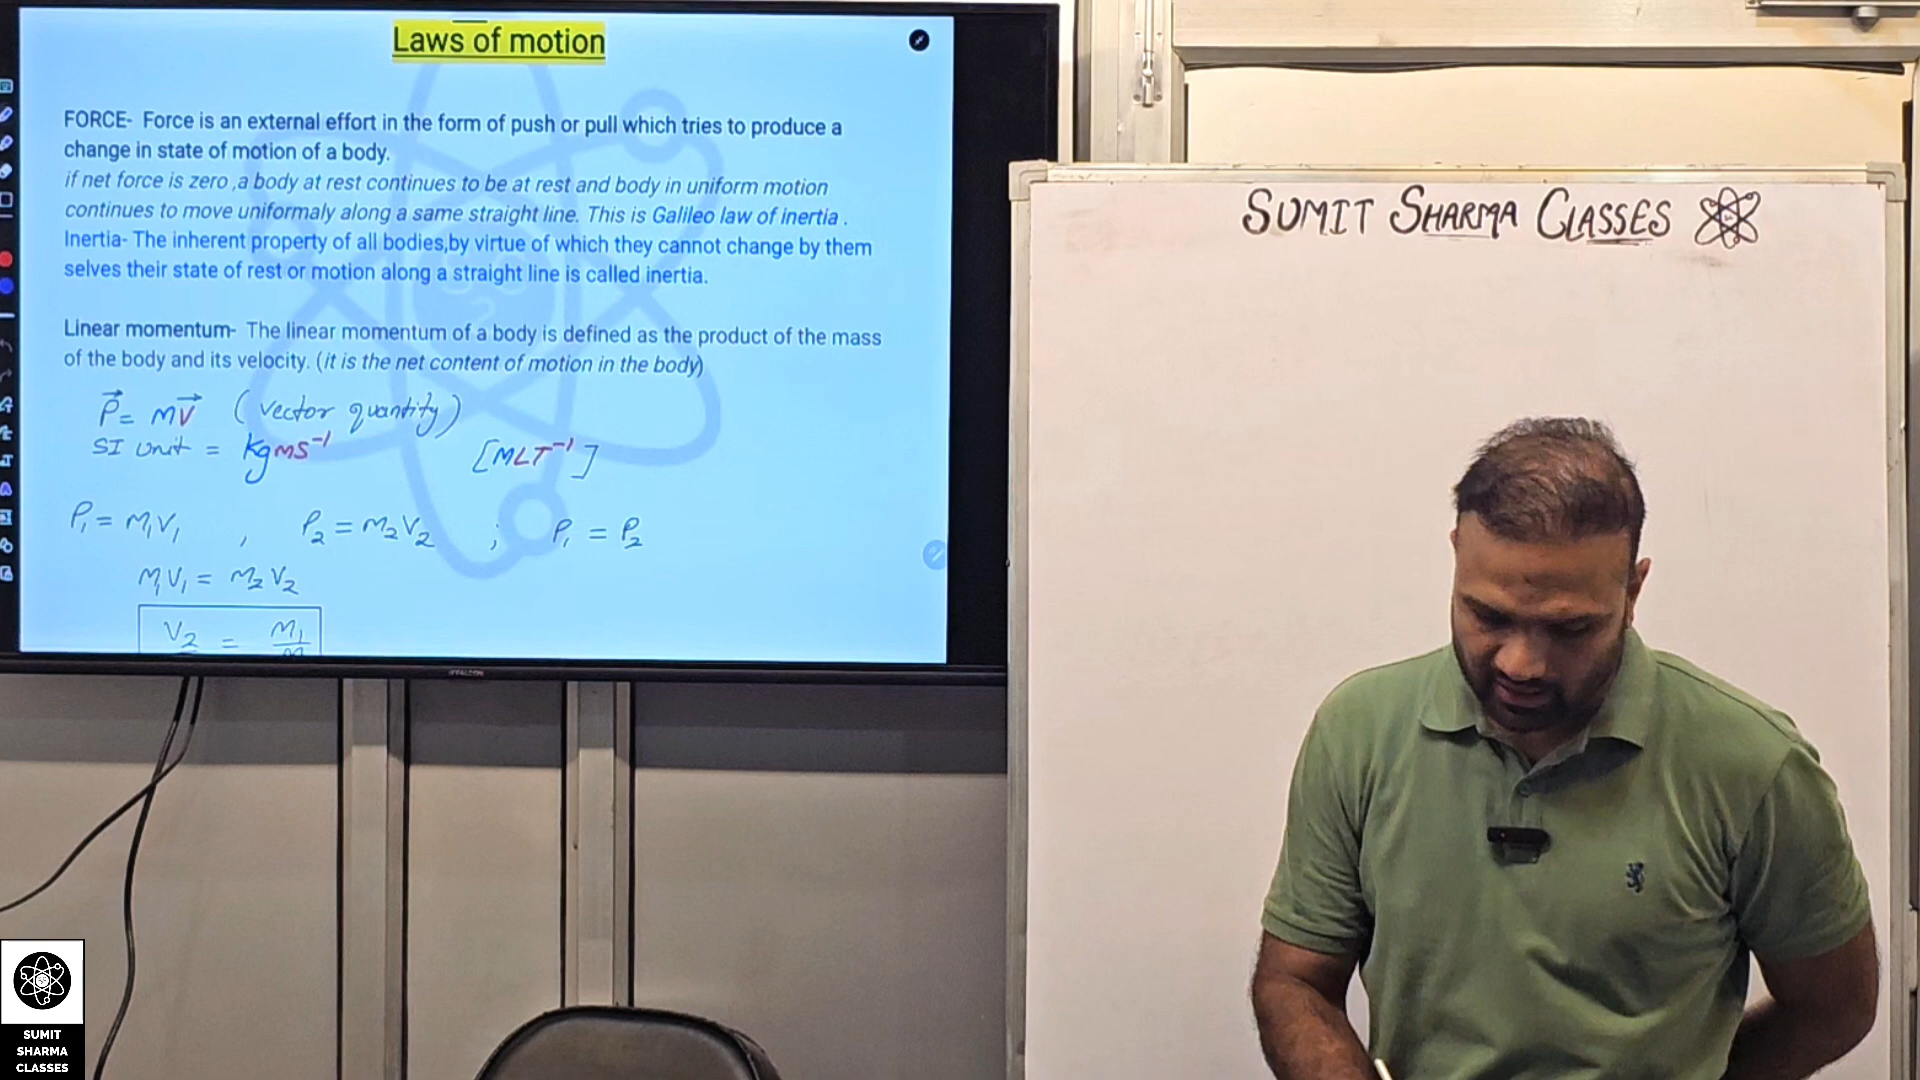 Laws of motion
FORCE- Force is an external effort in the form of push or pull which tries to produce a
change in state of motion of a body.
if net force is zero ,a body at rest continues to be at rest and body in uniform motion
continues to move uniformaly along a same straight line. This is Galileo law of inertia .
Inertia- The inherent property of all bodies,by virtue of which they cannot change by them
selves their state of rest or motion along a straight line is called inertia.
Linear momentum- The linear momentum of a body is defined as the product of the mass
of the body and its velocity. (it is the net content of motion in the body)
P⃗ = mv⃗ (vector quantity)
SI unit = kgms⁻¹ [MLT⁻¹]
P₁ = m₁v₁ , P₂ = m₂v₂ ; P₁ = P₂
m₁v₁ = m₂v₂
v₂ = m₁
SUMIT SHARMA CLASSES
SUMIT
SHARMA
CLASSES